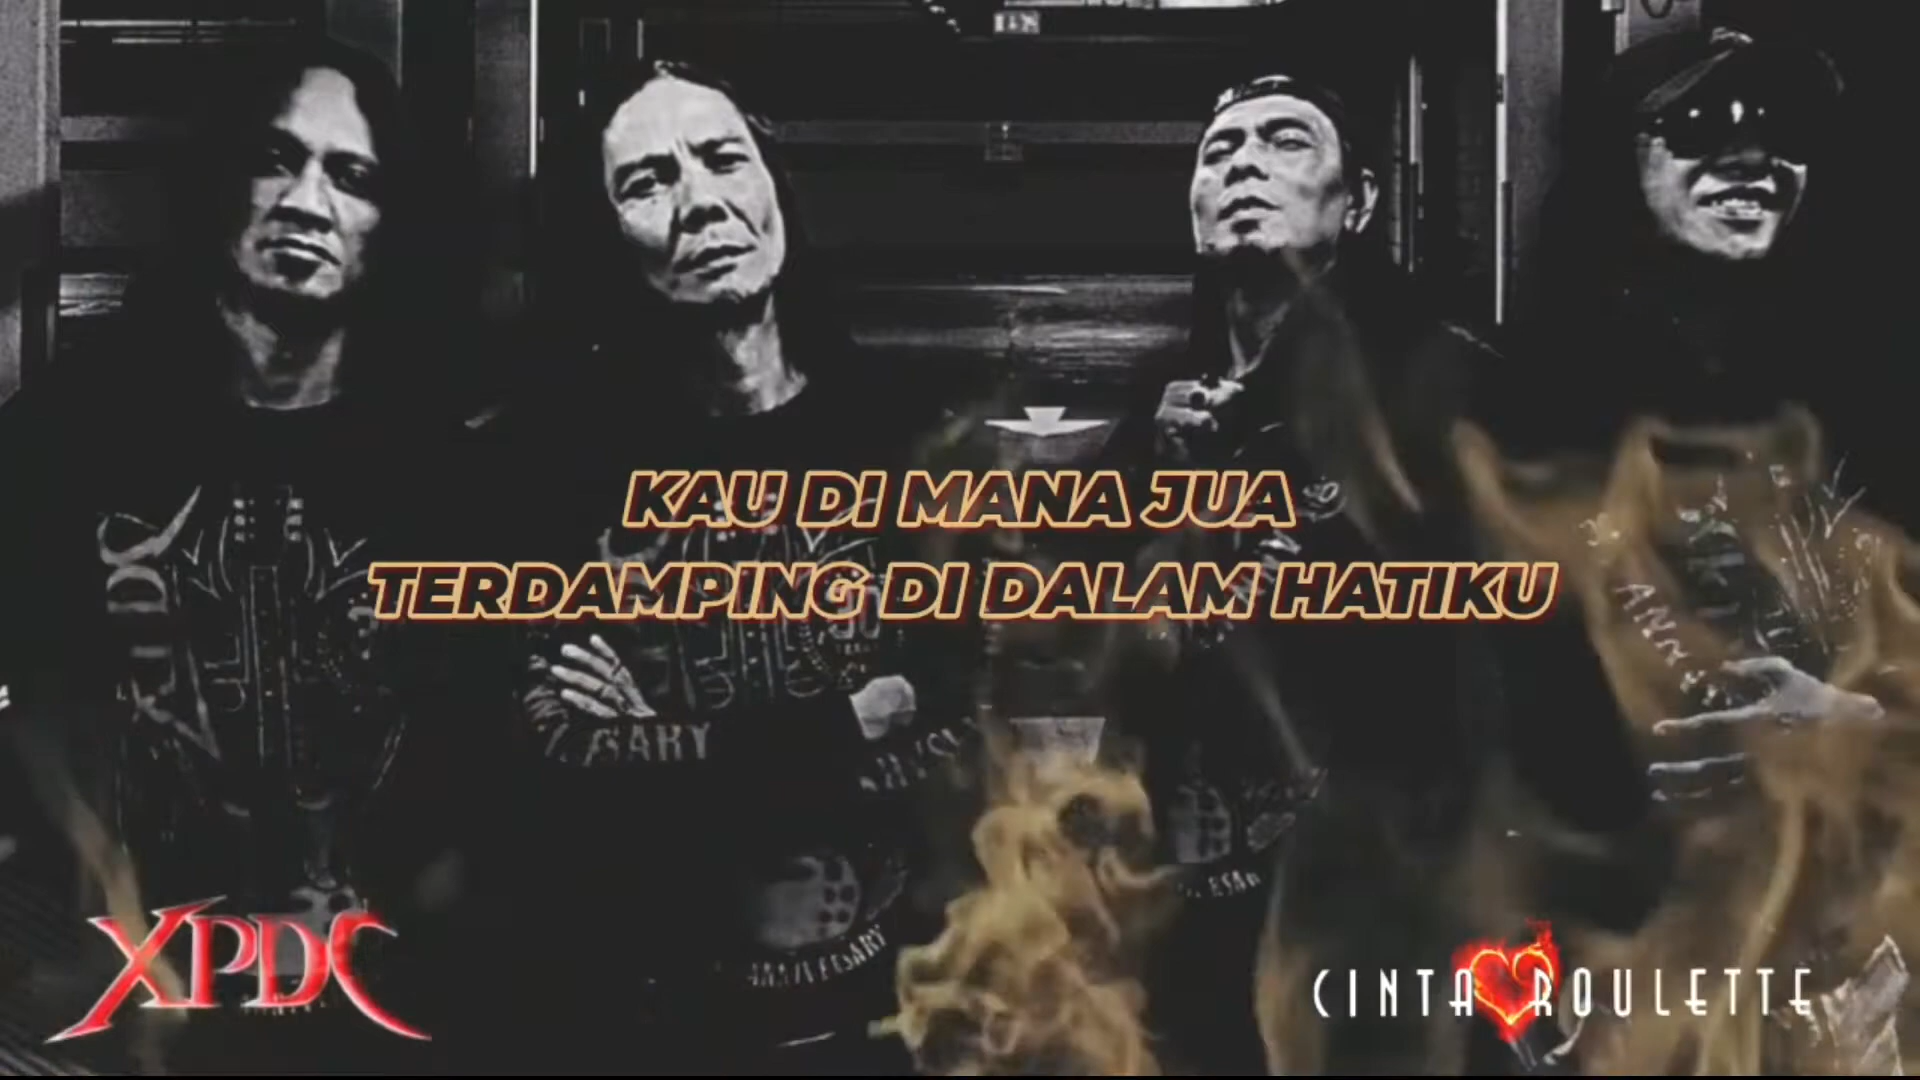 KAU DI MANA JUA
TERDAMPING DI DALAM HATIKU
XPDC
CINTA ROULETTE